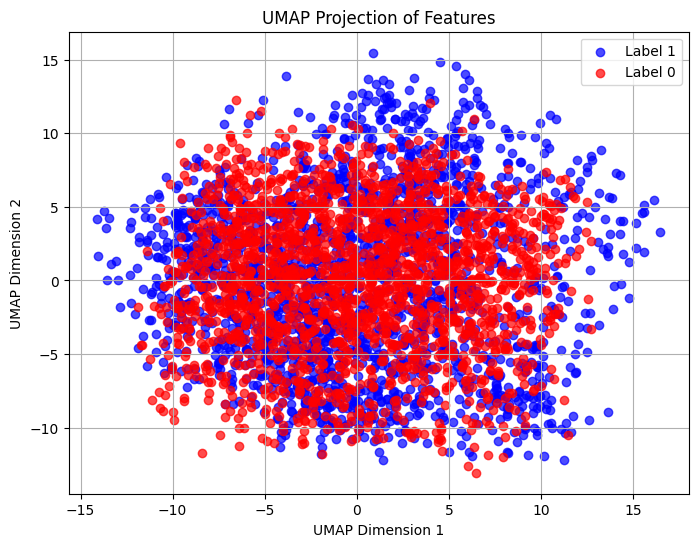 UMAP Projection of Features
Label 1
Label 0
UMAP Dimension 2
15
10
5
0
−5
−10
−15
−10
−5
0
5
10
15
UMAP Dimension 1